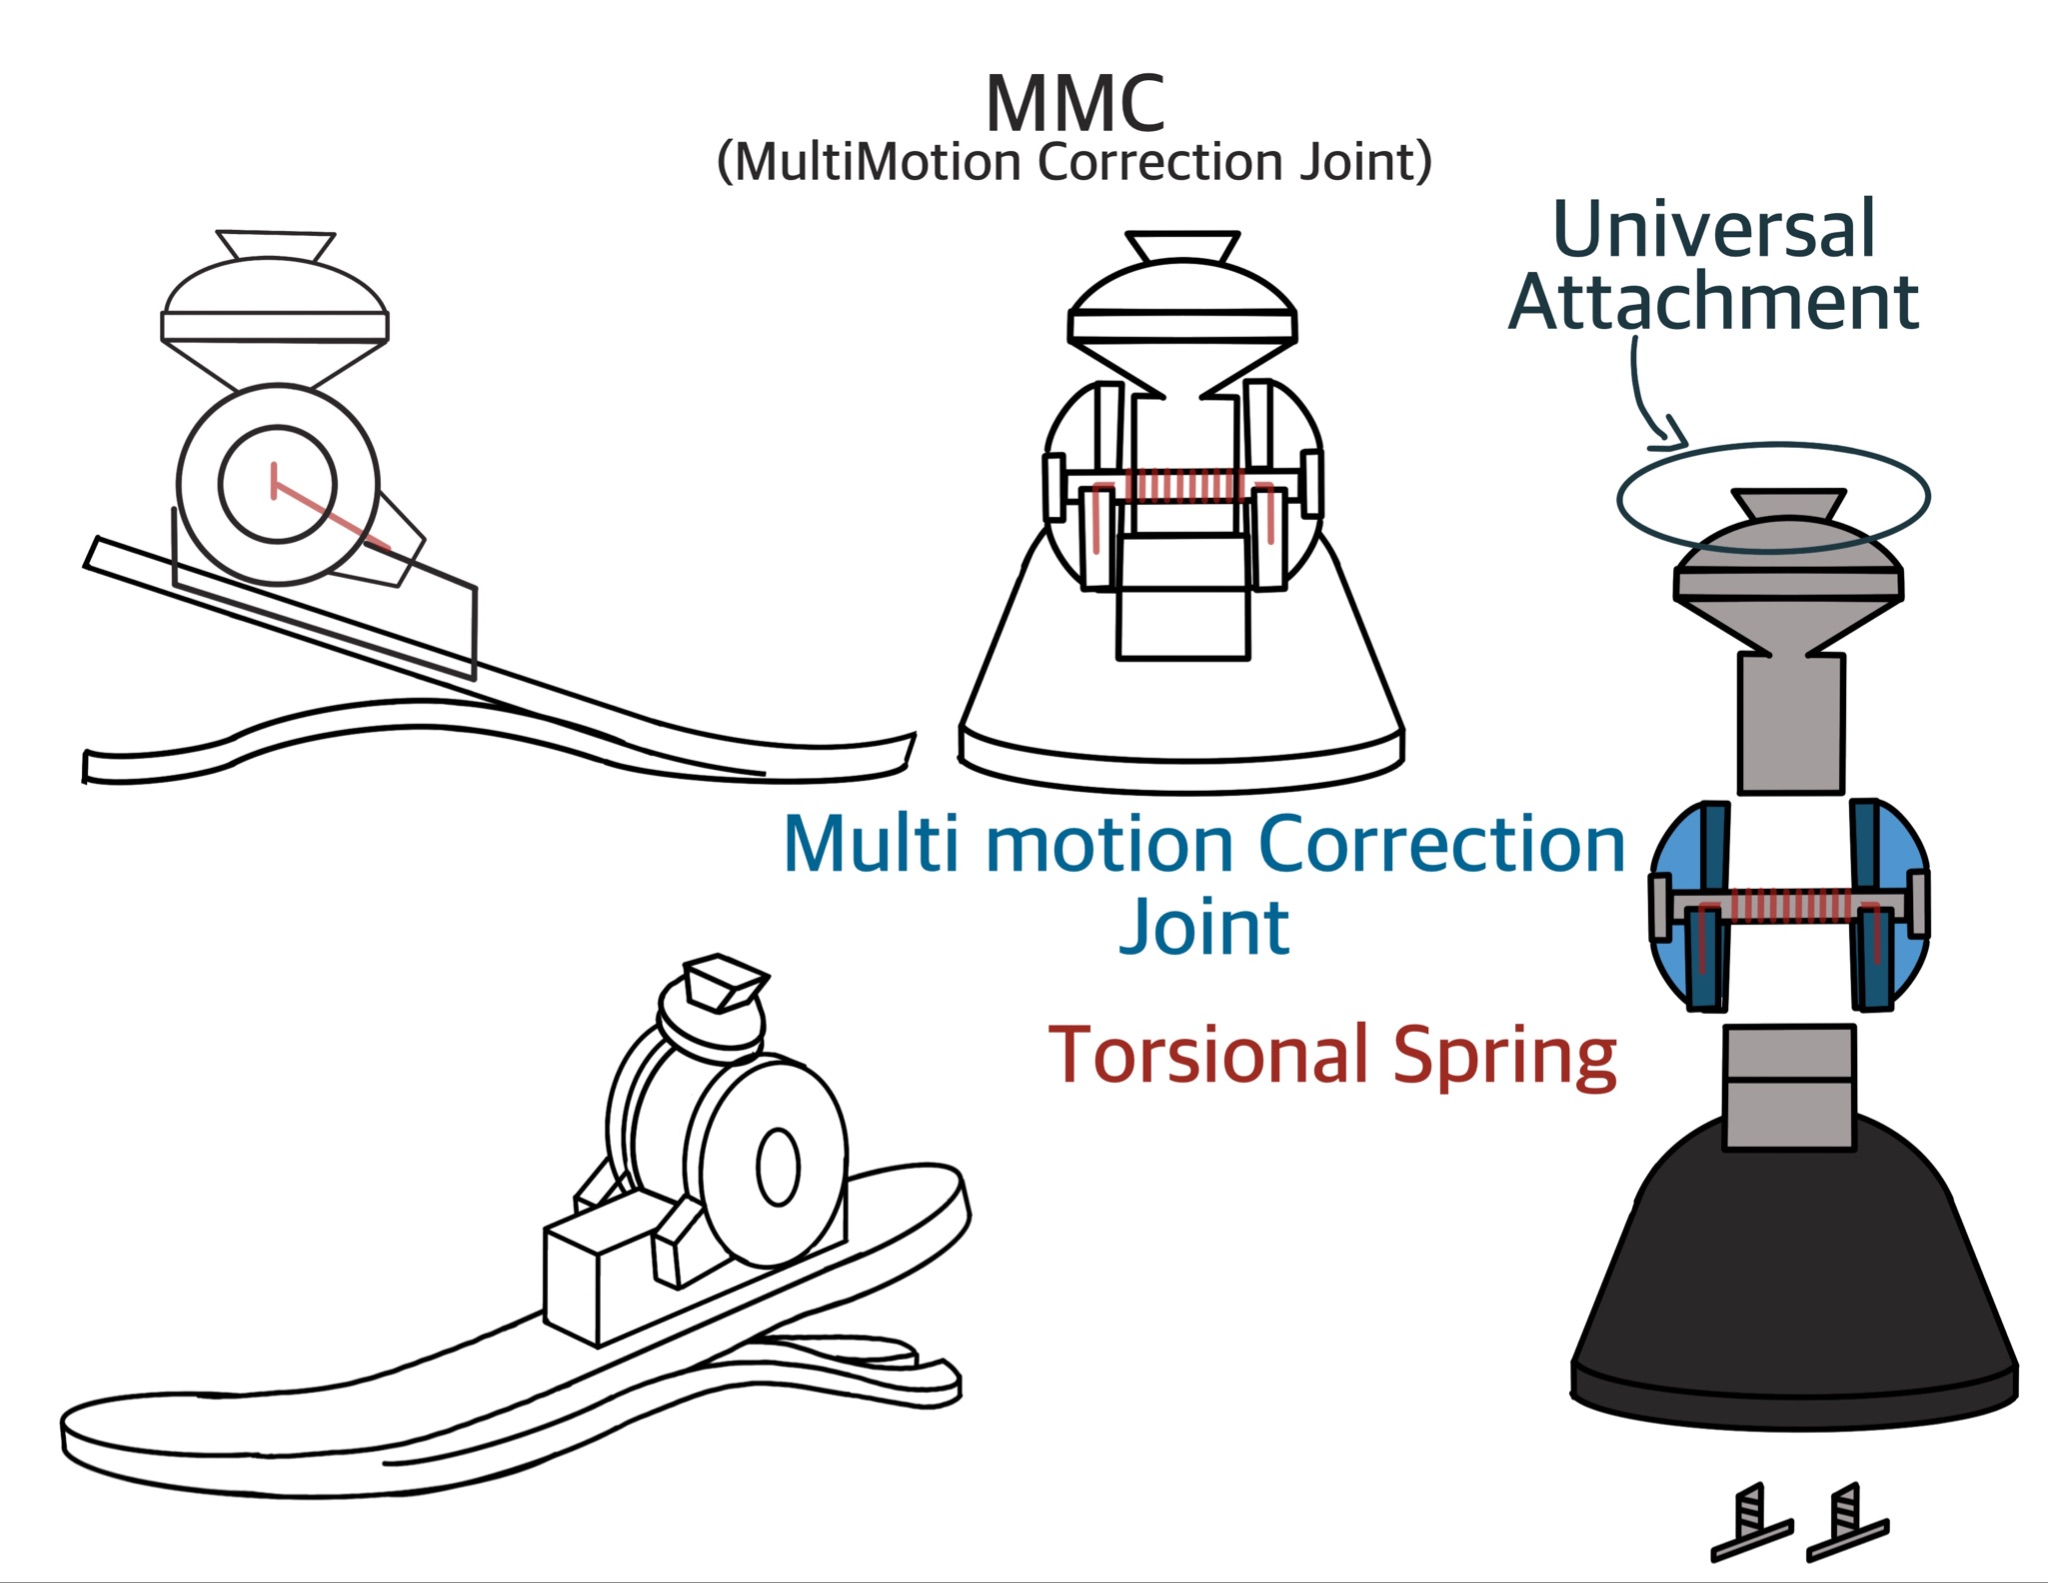 MMC
(MultiMotion Correction Joint)
Universal
Attachment
Multi motion Correction
Joint
Torsional Spring